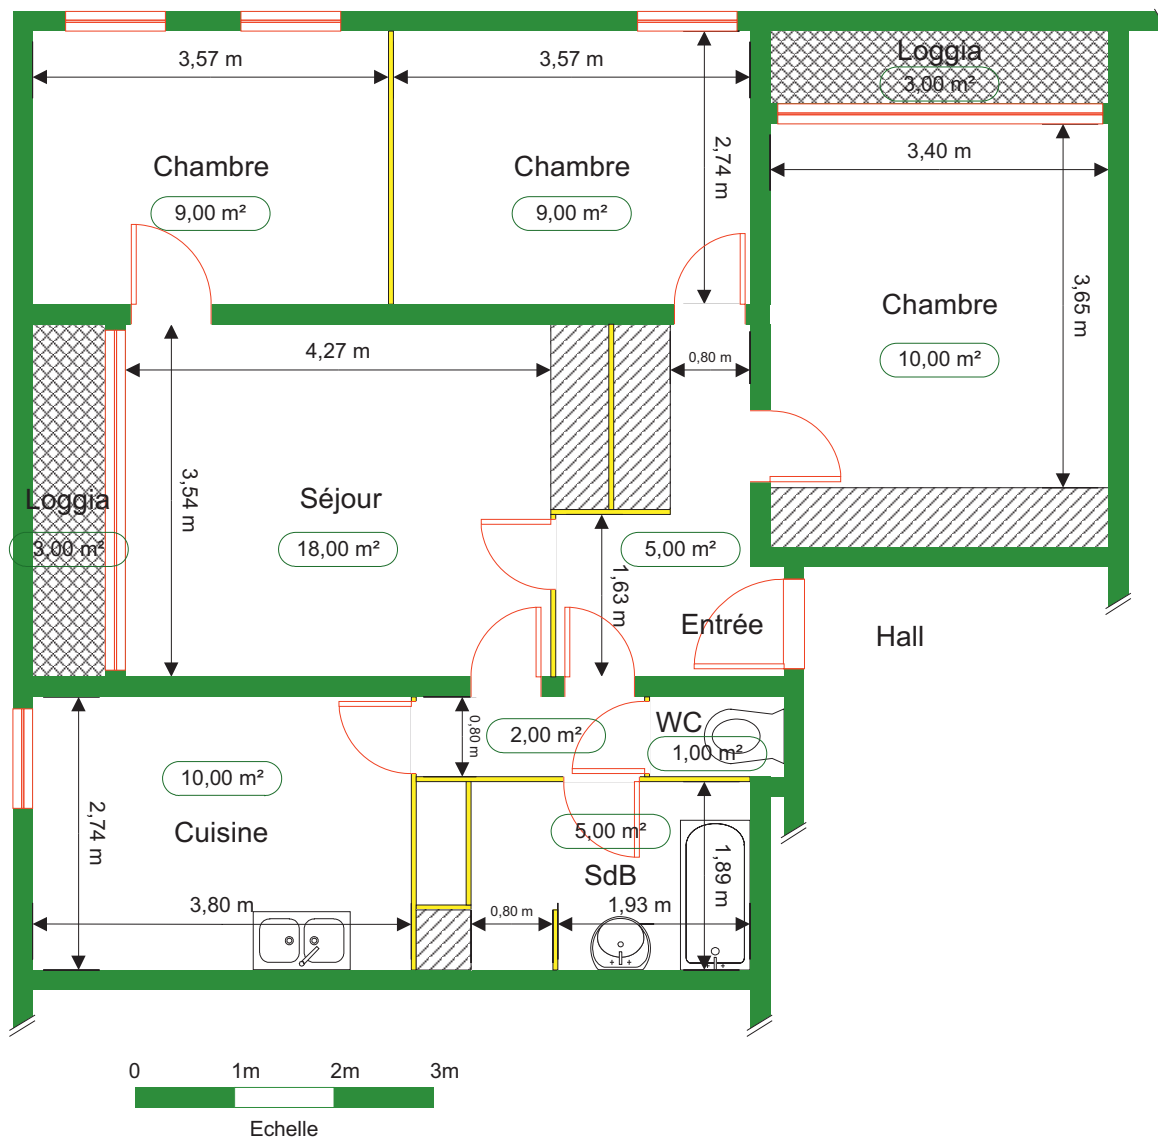 3,57 m
3,57 m
Loggia
3,00 m²
2,74 m
3,40 m
Chambre
9,00 m²
Chambre
9,00 m²
3,65 m
Chambre
10,00 m²
4,27 m
0,80 m
3,54 m
Loggia
3,00 m²
Séjour
18,00 m²
5,00 m²
1,63 m
Entrée
Hall
0,80 m
2,00 m²
WC
1,00 m²
10,00 m²
Cuisine
2,74 m
5,00 m²
SdB
1,89 m
3,80 m
0,80 m
1,93 m
0
1m
2m
3m
Echelle